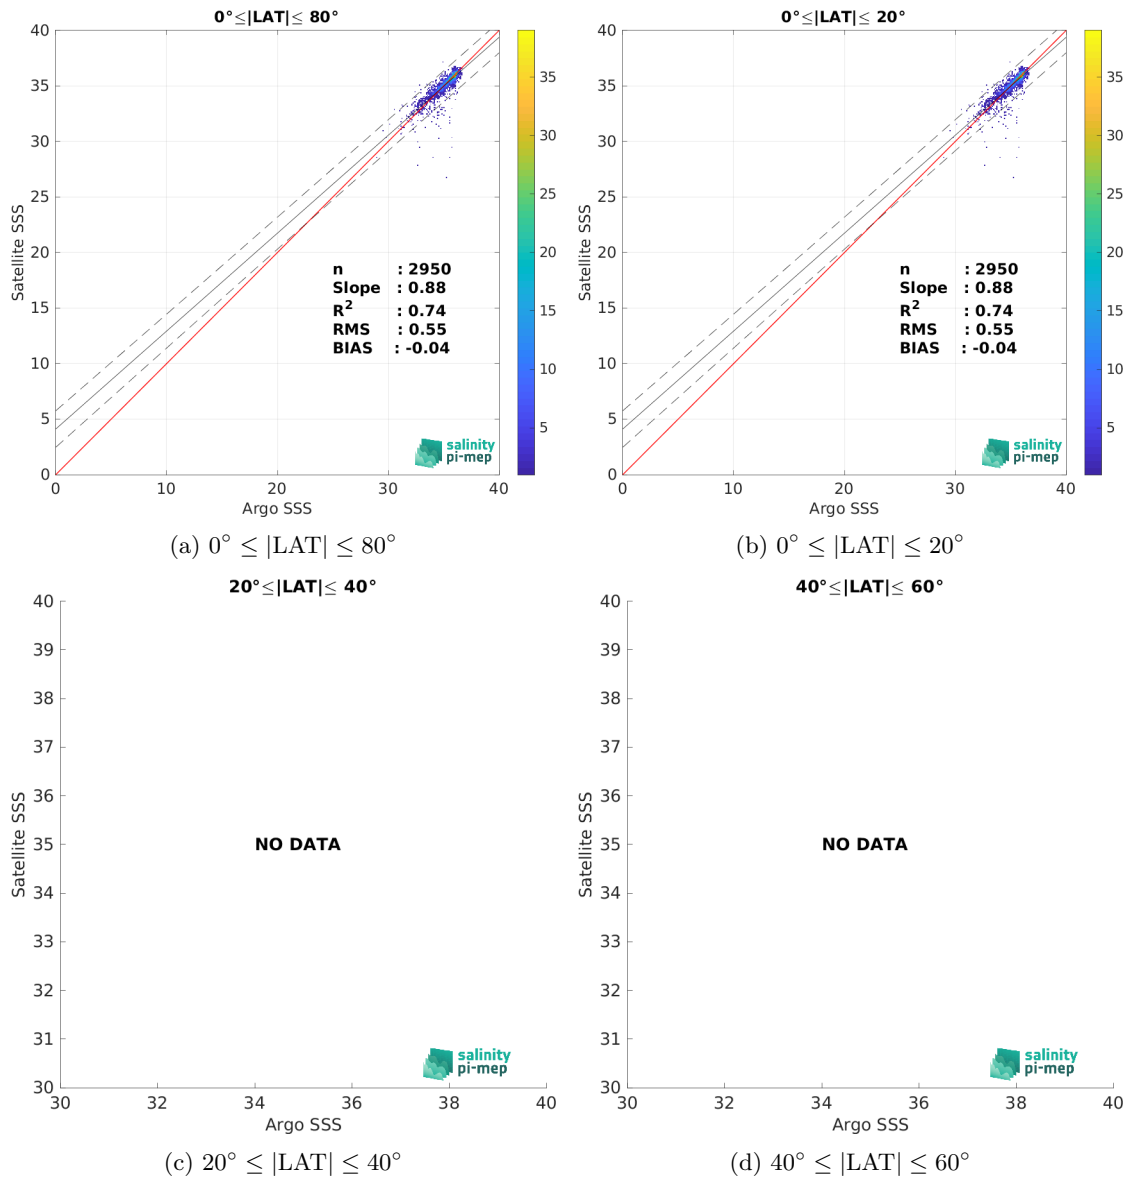 0°≤|LAT|≤ 80°
40
35
30
25
20
15
10
5
0
Satellite SSS
n : 2950
Slope : 0.88
R² : 0.74
RMS : 0.55
BIAS : -0.04
salinity
pi-mep
0 10 20 30 40
Argo SSS
35
30
25
20
15
10
5
(a) 0° ≤ |LAT| ≤ 80°
0°≤|LAT|≤ 20°
40
35
30
25
20
15
10
5
0
Satellite SSS
n : 2950
Slope : 0.88
R² : 0.74
RMS : 0.55
BIAS : -0.04
salinity
pi-mep
0 10 20 30 40
Argo SSS
35
30
25
20
15
10
5
(b) 0° ≤ |LAT| ≤ 20°
20°≤|LAT|≤ 40°
40
39
38
37
36
35
34
33
32
31
30
Satellite SSS
NO DATA
salinity
pi-mep
30 32 34 36 38 40
Argo SSS
(c) 20° ≤ |LAT| ≤ 40°
40°≤|LAT|≤ 60°
40
39
38
37
36
35
34
33
32
31
30
Satellite SSS
NO DATA
salinity
pi-mep
30 32 34 36 38 40
Argo SSS
(d) 40° ≤ |LAT| ≤ 60°